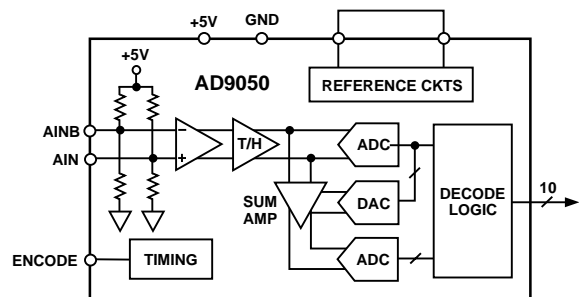 +5V
GND
+5V
AD9050
REFERENCE CKTS
AINB
AIN
−
+
T/H
ADC
SUM
AMP
DAC
ADC
DECODE
LOGIC
10
ENCODE
TIMING